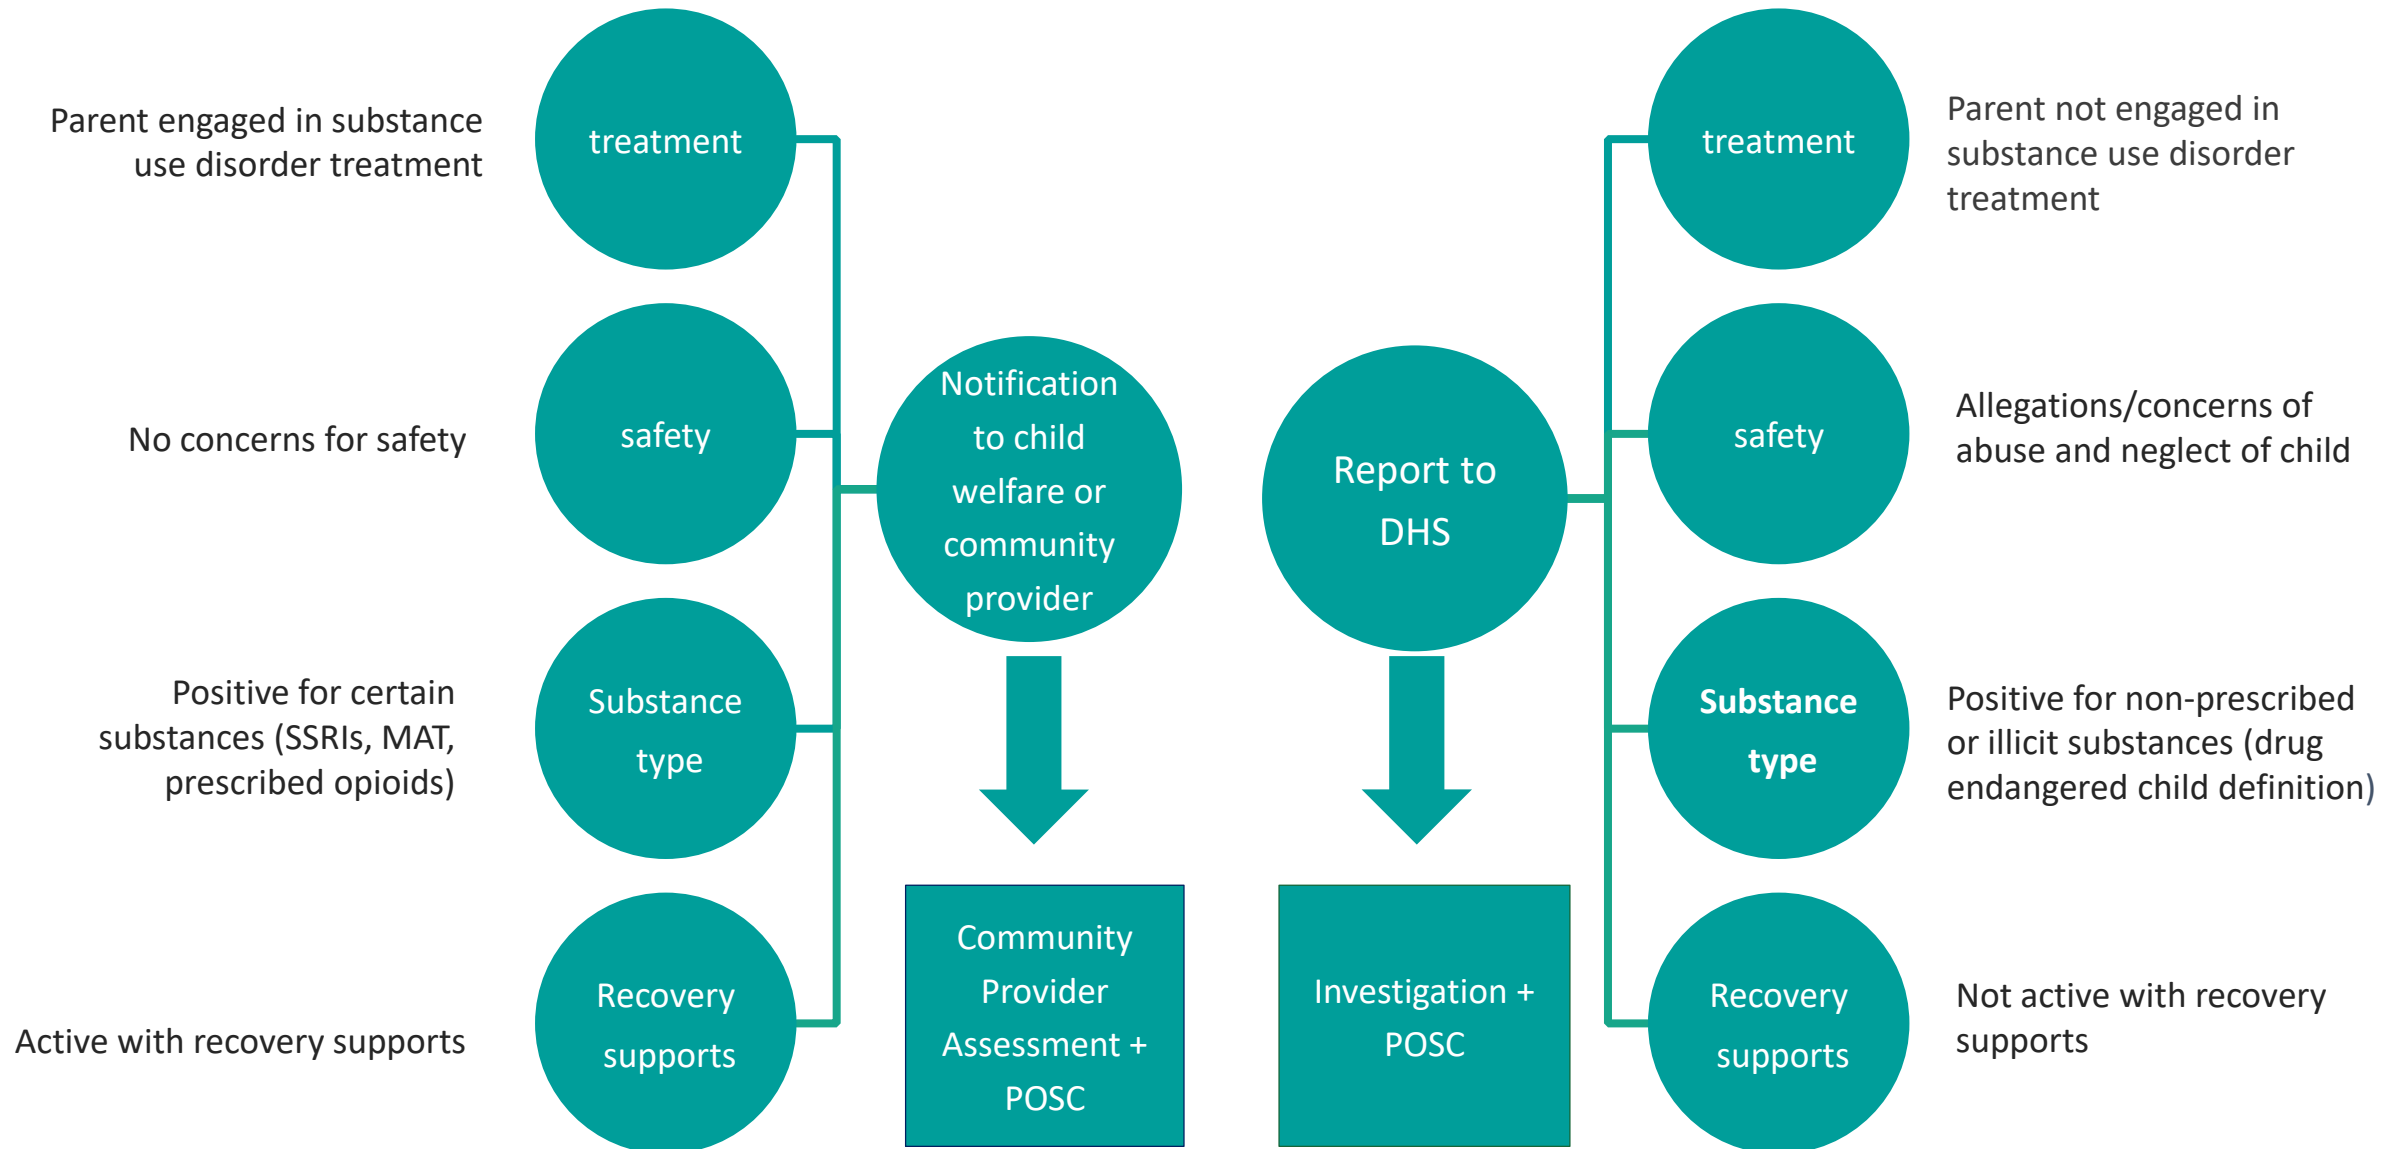 Parent engaged in substance
use disorder treatment
treatment
No concerns for safety
safety
Positive for certain
substances (SSRIs, MAT,
prescribed opioids)
Substance
type
Active with recovery supports
Recovery
supports
Notification
to child
welfare or
community
provider
Community
Provider
Assessment +
POSC
Report to
DHS
Investigation +
POSC
treatment
Parent not engaged in
substance use disorder
treatment
safety
Allegations/concerns of
abuse and neglect of child
Substance
type
Positive for non-prescribed
or illicit substances (drug
endangered child definition)
Recovery
supports
Not active with recovery
supports